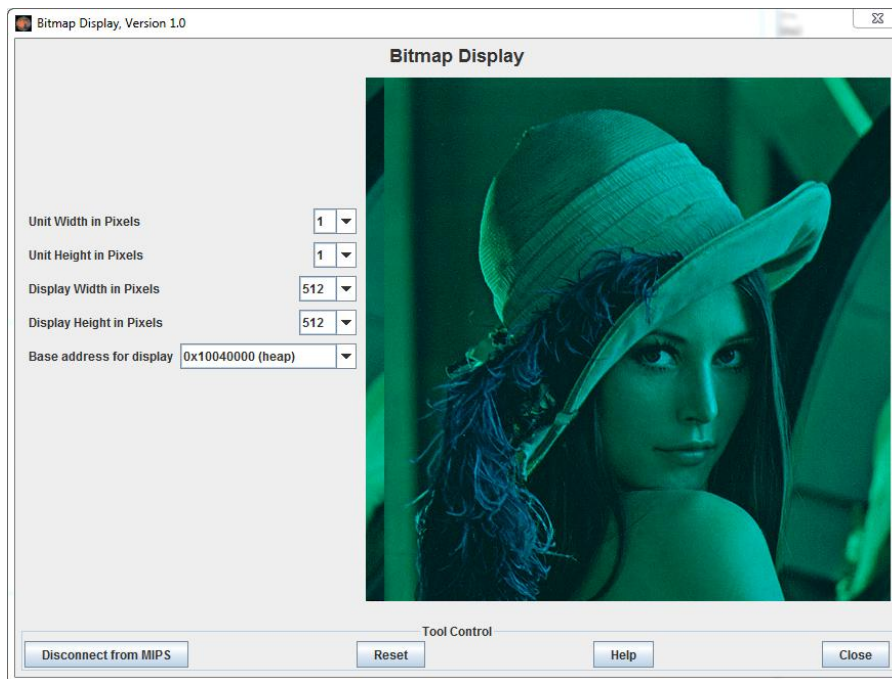 Bitmap Display, Version 1.0
Bitmap Display
Unit Width in Pixels 1
Unit Height in Pixels 1
Display Width in Pixels 512
Display Height in Pixels 512
Base address for display 0x10040000 (heap)
Tool Control
Disconnect from MIPS Reset Help Close